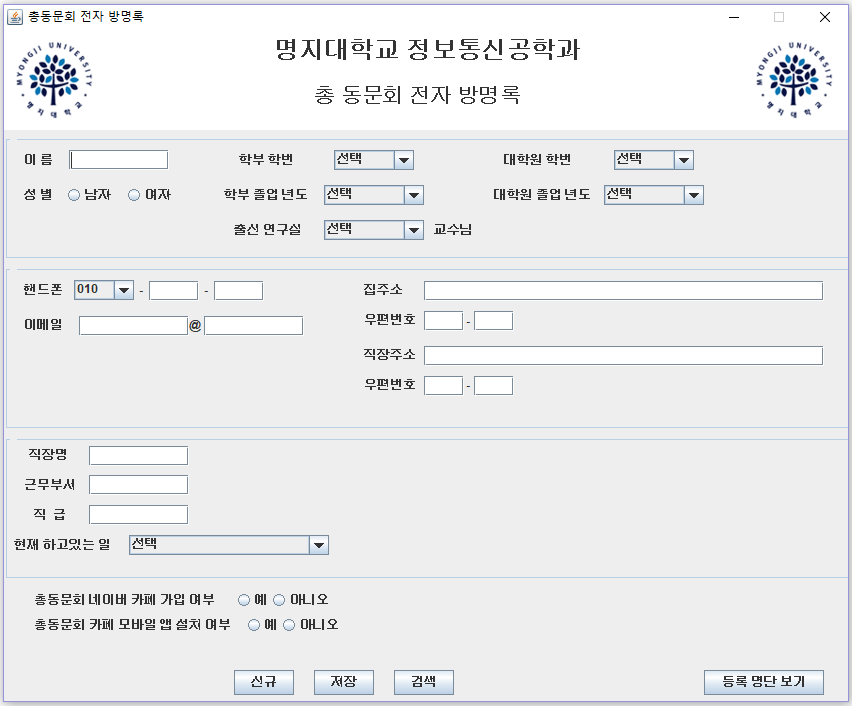 총동문회 전자 방명록
명지대학교 정보통신공학과
총 동문회 전자 방명록
MYONGJI UNIVERSITY
명지대학교
MYONGJI UNIVERSITY
명지대학교
이 름 학부 학번 선택 대학원 학번 선택
성 별 남자 여자 학부 졸업 년도 선택 대학원 졸업 년도 선택
출신 연구실 선택 교수님
핸드폰 010 - - 집주소
우편번호 -
이메일 @
직장주소
우편번호 -
직장명
근무부서
직 급
현재 하고있는 일 선택
총동문회 네이버 카페 가입 여부 예 아니오
총동문회 카페 모바일 앱 설치 여부 예 아니오
신규 저장 검색 등록 명단 보기